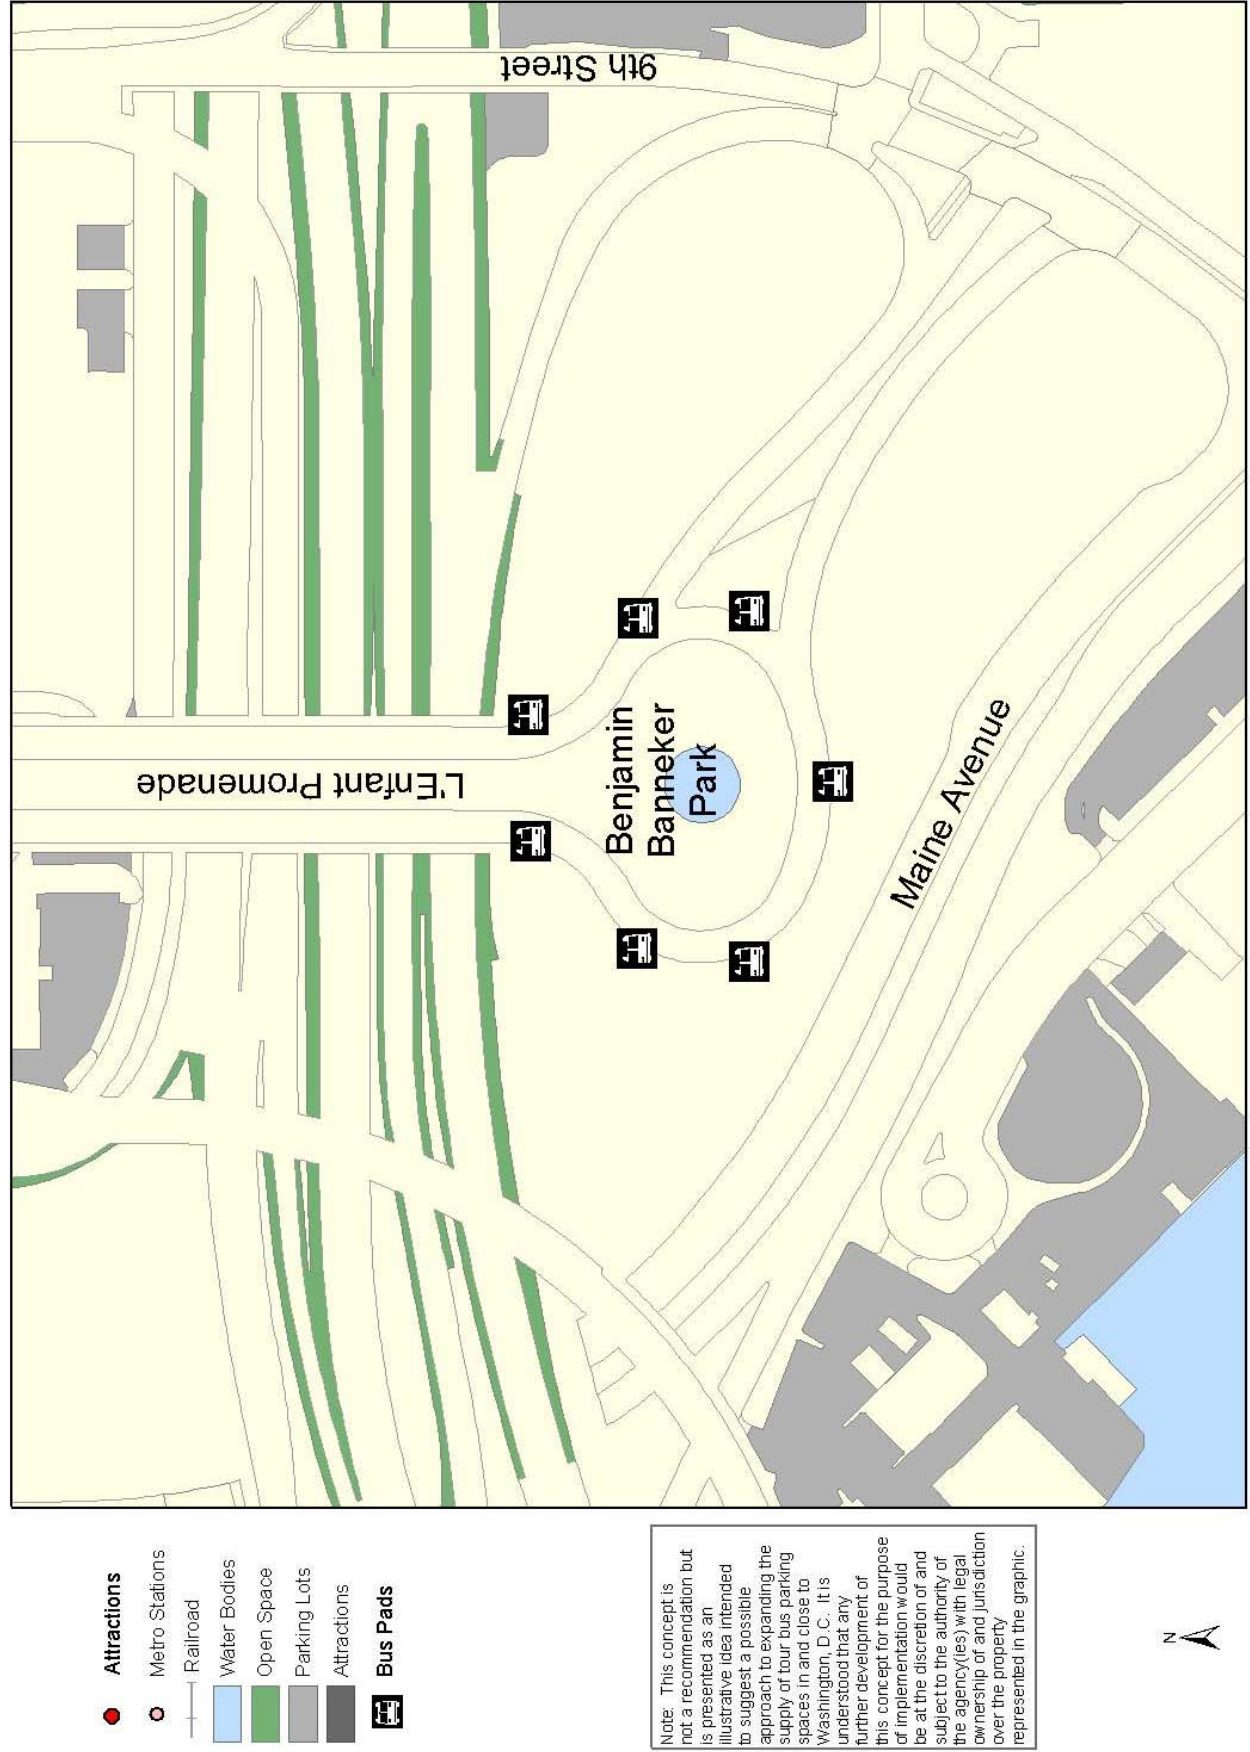 9th Street
L'Enfant Promenade
Benjamin
Banneker
Park
Maine Avenue
Attractions
Metro Stations
Railroad
Water Bodies
Open Space
Parking Lots
Attractions
Bus Pads
Note: This concept is
not a recommendation but
is presented as an
illustrative idea intended
to suggest a possible
approach to expanding the
supply of tour bus parking
spaces in and close to
Washington, D.C. It is
understood that any
further development of
this concept for the purpose
of implementation would
be at the discretion of and
subject to the authority of
the agency(ies) with legal
ownership of and jurisdiction
over the property
represented in the graphic.
N